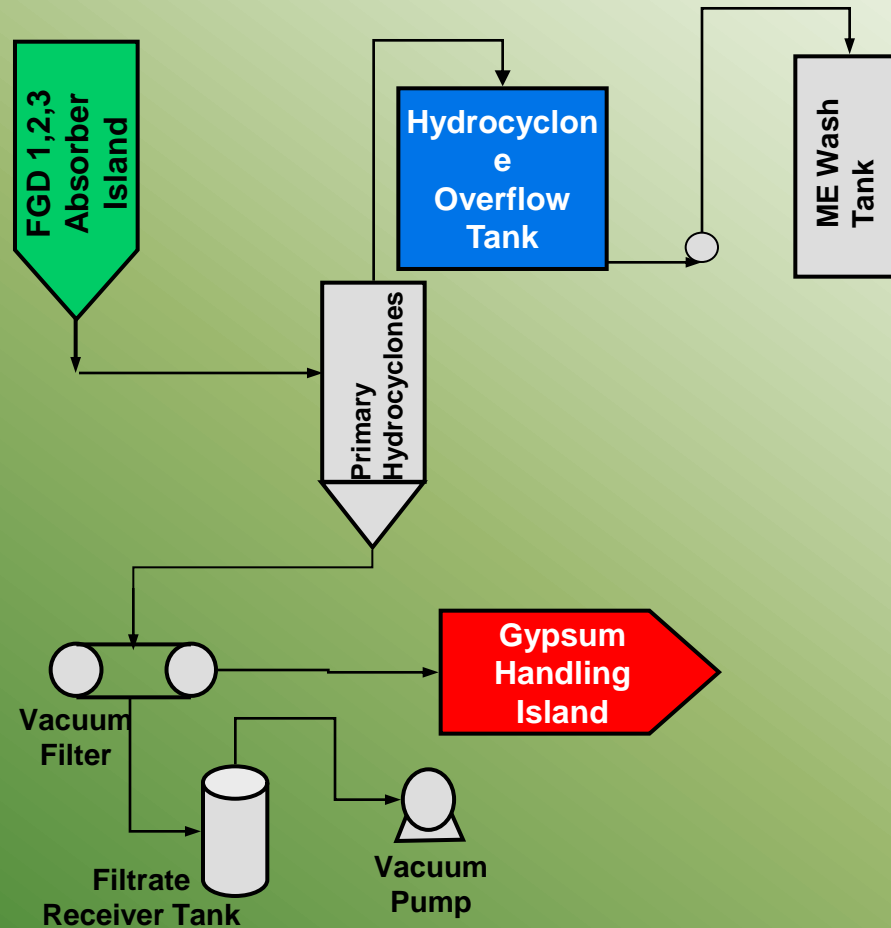 FGD 1,2,3
Absorber
Island
Hydrocyclon
e
Overflow
Tank
ME Wash
Tank
Primary
Hydrocyclones
Gypsum
Handling
Island
Vacuum
Filter
Filtrate
Receiver Tank
Vacuum
Pump